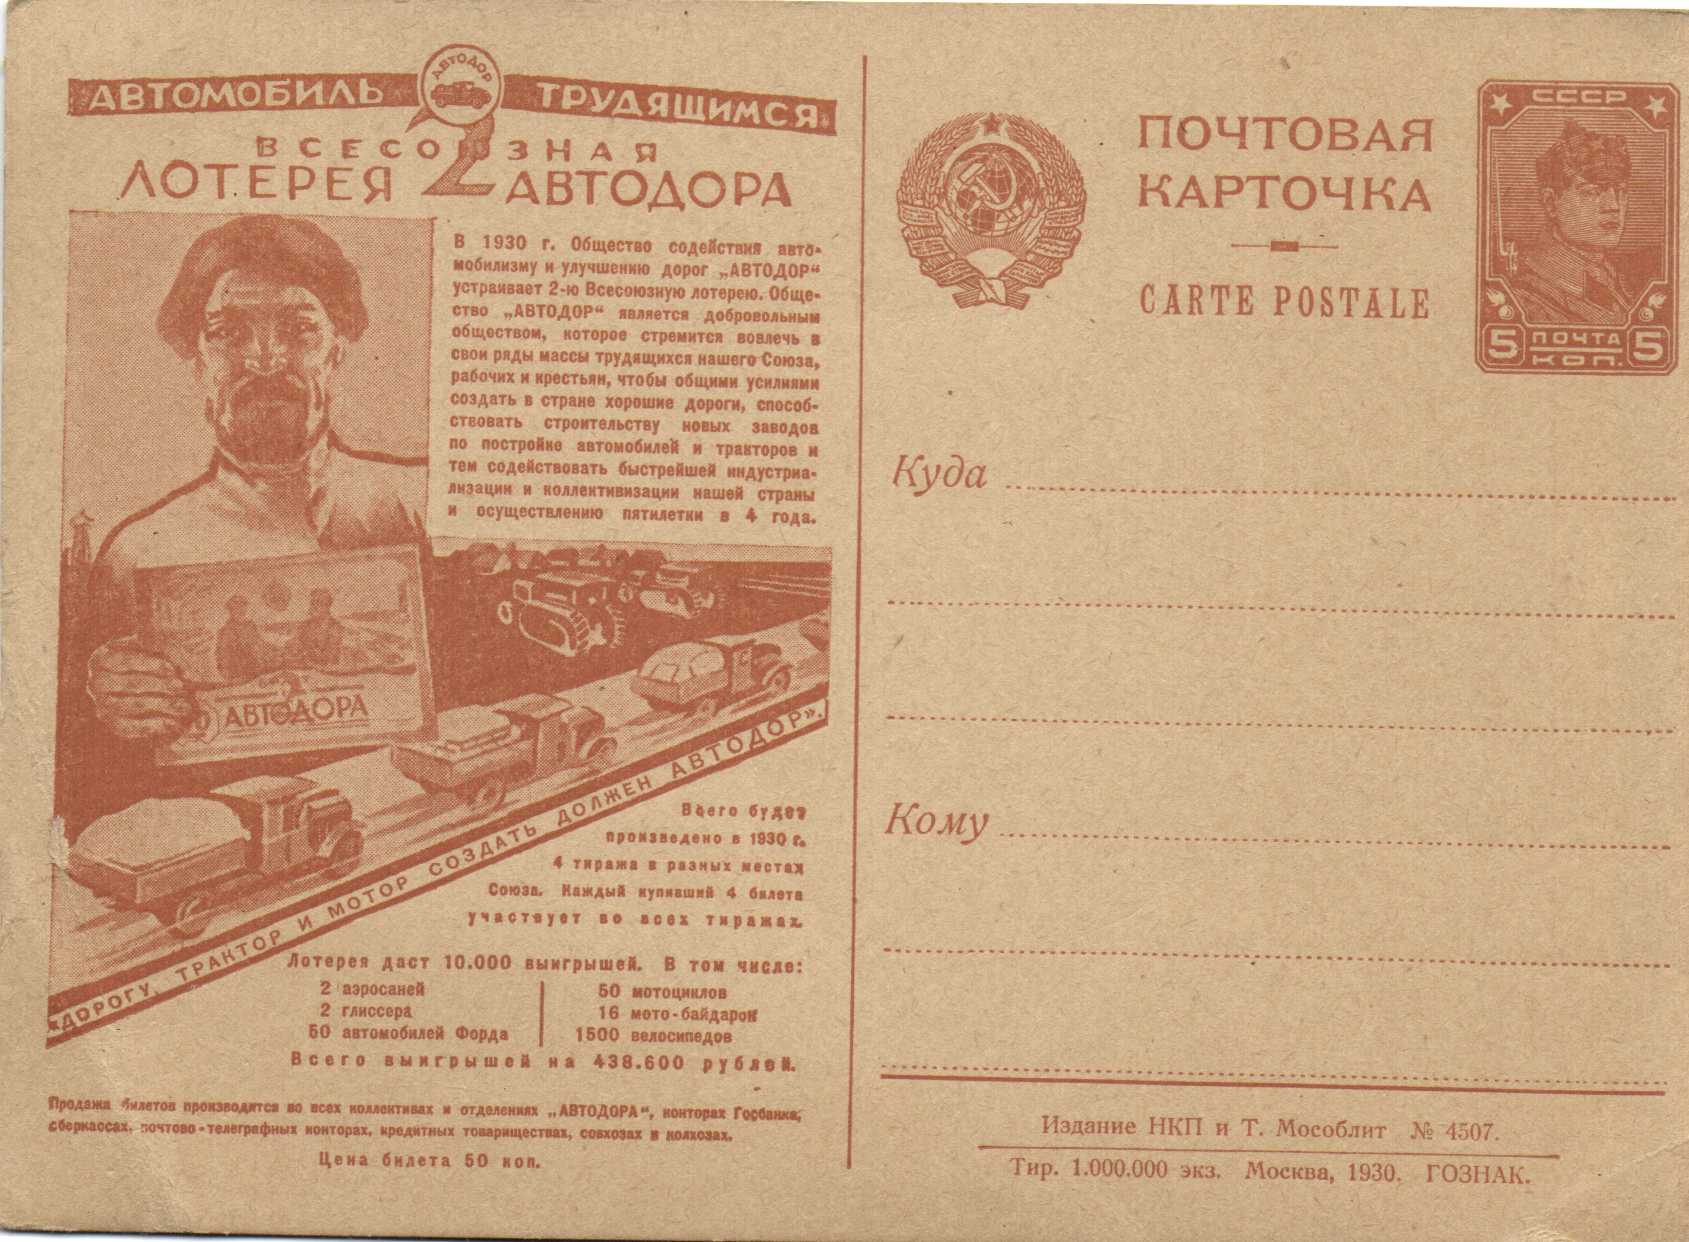 АВТОМОБИЛЬ
АВТОДОР
ТРУДЯЩИМСЯ
ВСЕСОЮЗНАЯ
ЛОТЕРЕЯ 2 АВТОДОРА
В 1930 г. Общество содействия авто-
мобилизму и улучшению дорог „АВТОДОР“
устраивает 2-ю Всесоюзную лотерею. Обще-
ство „АВТОДОР“ является добровольным
обществом, которое стремится вовлечь в
свои ряды массы трудящихся нашего Союза,
рабочих и крестьян, чтобы общими усилиями
создать в стране хорошие дороги, способ-
ствовать строительству новых заводов
по постройке автомобилей и тракторов и
тем содействовать быстрейшей индустриа-
лизации и коллективизации нашей страны
и осуществлению пятилетки в 4 года.
АВТОДОРА
«ДОРОГУ, ТРАКТОР И МОТОР СОЗДАТЬ ДОЛЖЕН АВТОДОР».
Всего будет
произведено в 1930 г.
4 тиража в разных местах
Союза. Каждый купивший 4 билета
участвует во всех тиражах.
Лотерея даст 10.000 выигрышей. В том числе:
2 аэросаней
2 глиссера
50 автомобилей Форда
50 мотоциклов
16 мото-байдарок
1500 велосипедов
Всего выигрышей на 438.600 рублей.
Продажа билетов производится во всех коллективах и отделениях „АВТОДОРА“, конторах Госбанка,
сберкассах, почтово-телеграфных конторах, кредитных товариществах, совхозах и колхозах.
Цена билета 50 коп.
ПОЧТОВАЯ
КАРТОЧКА
CARTE POSTALE
СССР
5 ПОЧТА 5
КОП.
Куда
Кому
Издание НКП и Т. Мособлит № 4507.
Тир. 1.000.000 экз. Москва, 1930. ГОЗНАК.